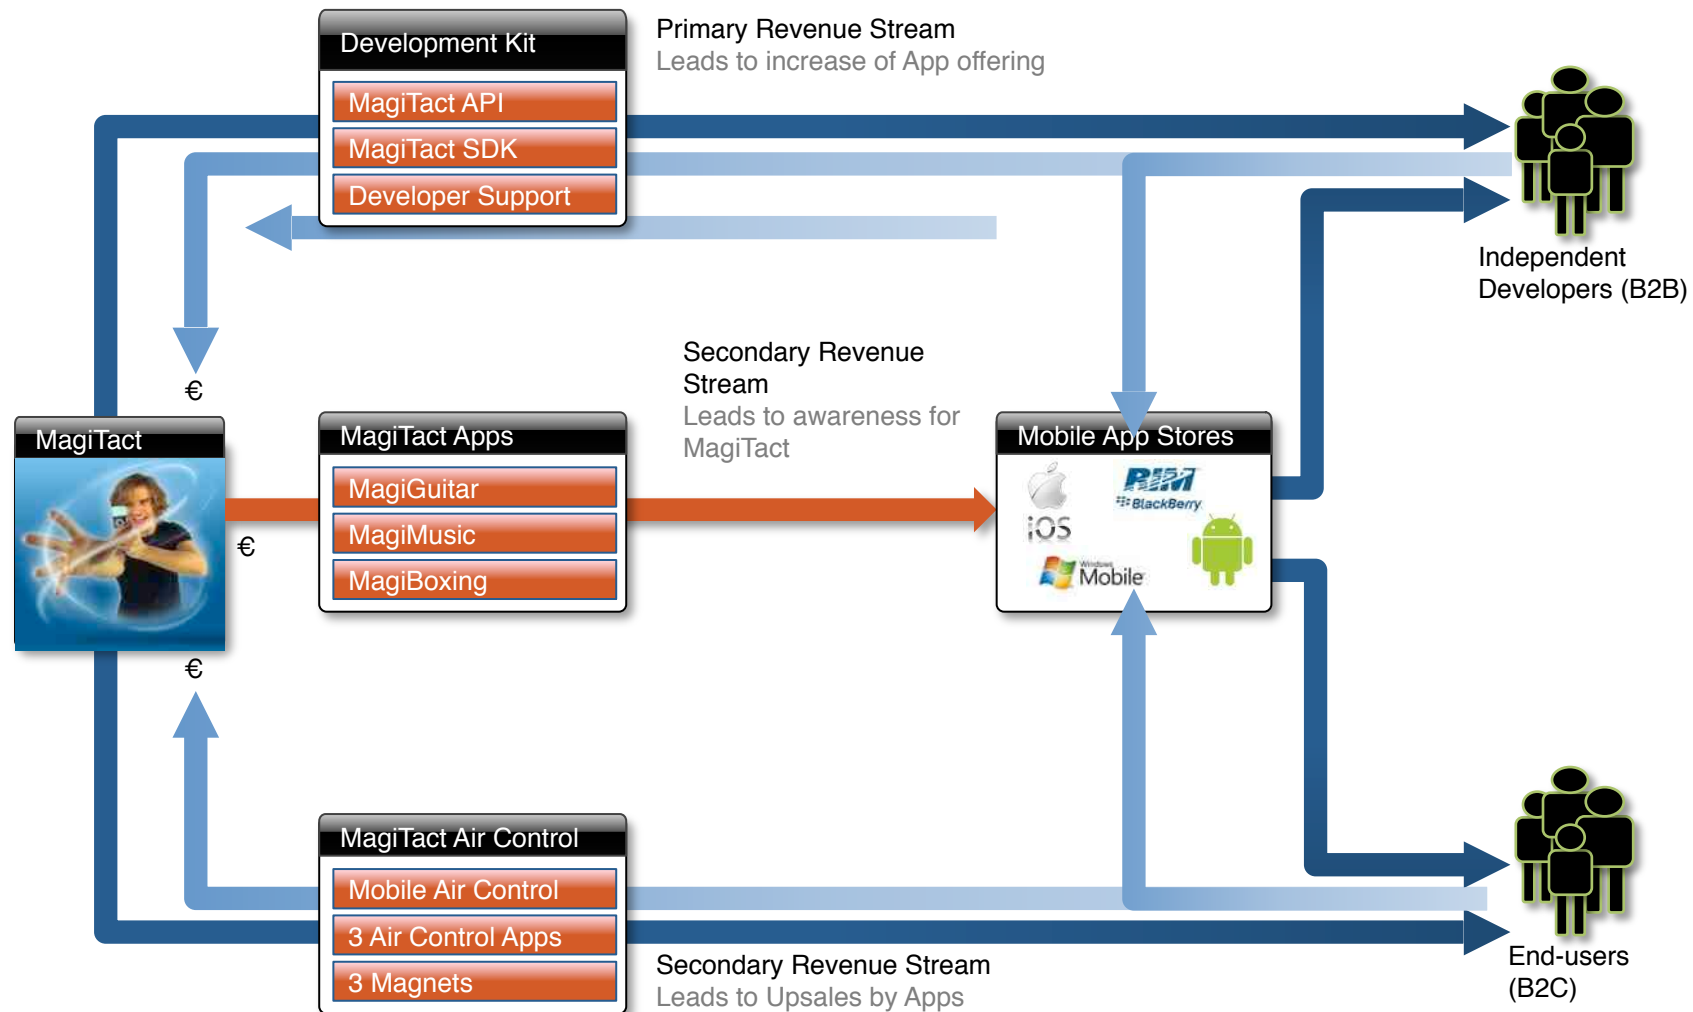 Development Kit
MagiTact API
MagiTact SDK
Developer Support
Primary Revenue Stream
Leads to increase of App offering
Independent
Developers (B2B)
€
MagiTact
€
€
MagiTact Apps
MagiGuitar
MagiMusic
MagiBoxing
Secondary Revenue
Stream
Leads to awareness for
MagiTact
Mobile App Stores
iOS
RIM
BlackBerry
Windows
Mobile
MagiTact Air Control
Mobile Air Control
3 Air Control Apps
3 Magnets
Secondary Revenue Stream
Leads to Upsales by Apps
End-users
(B2C)